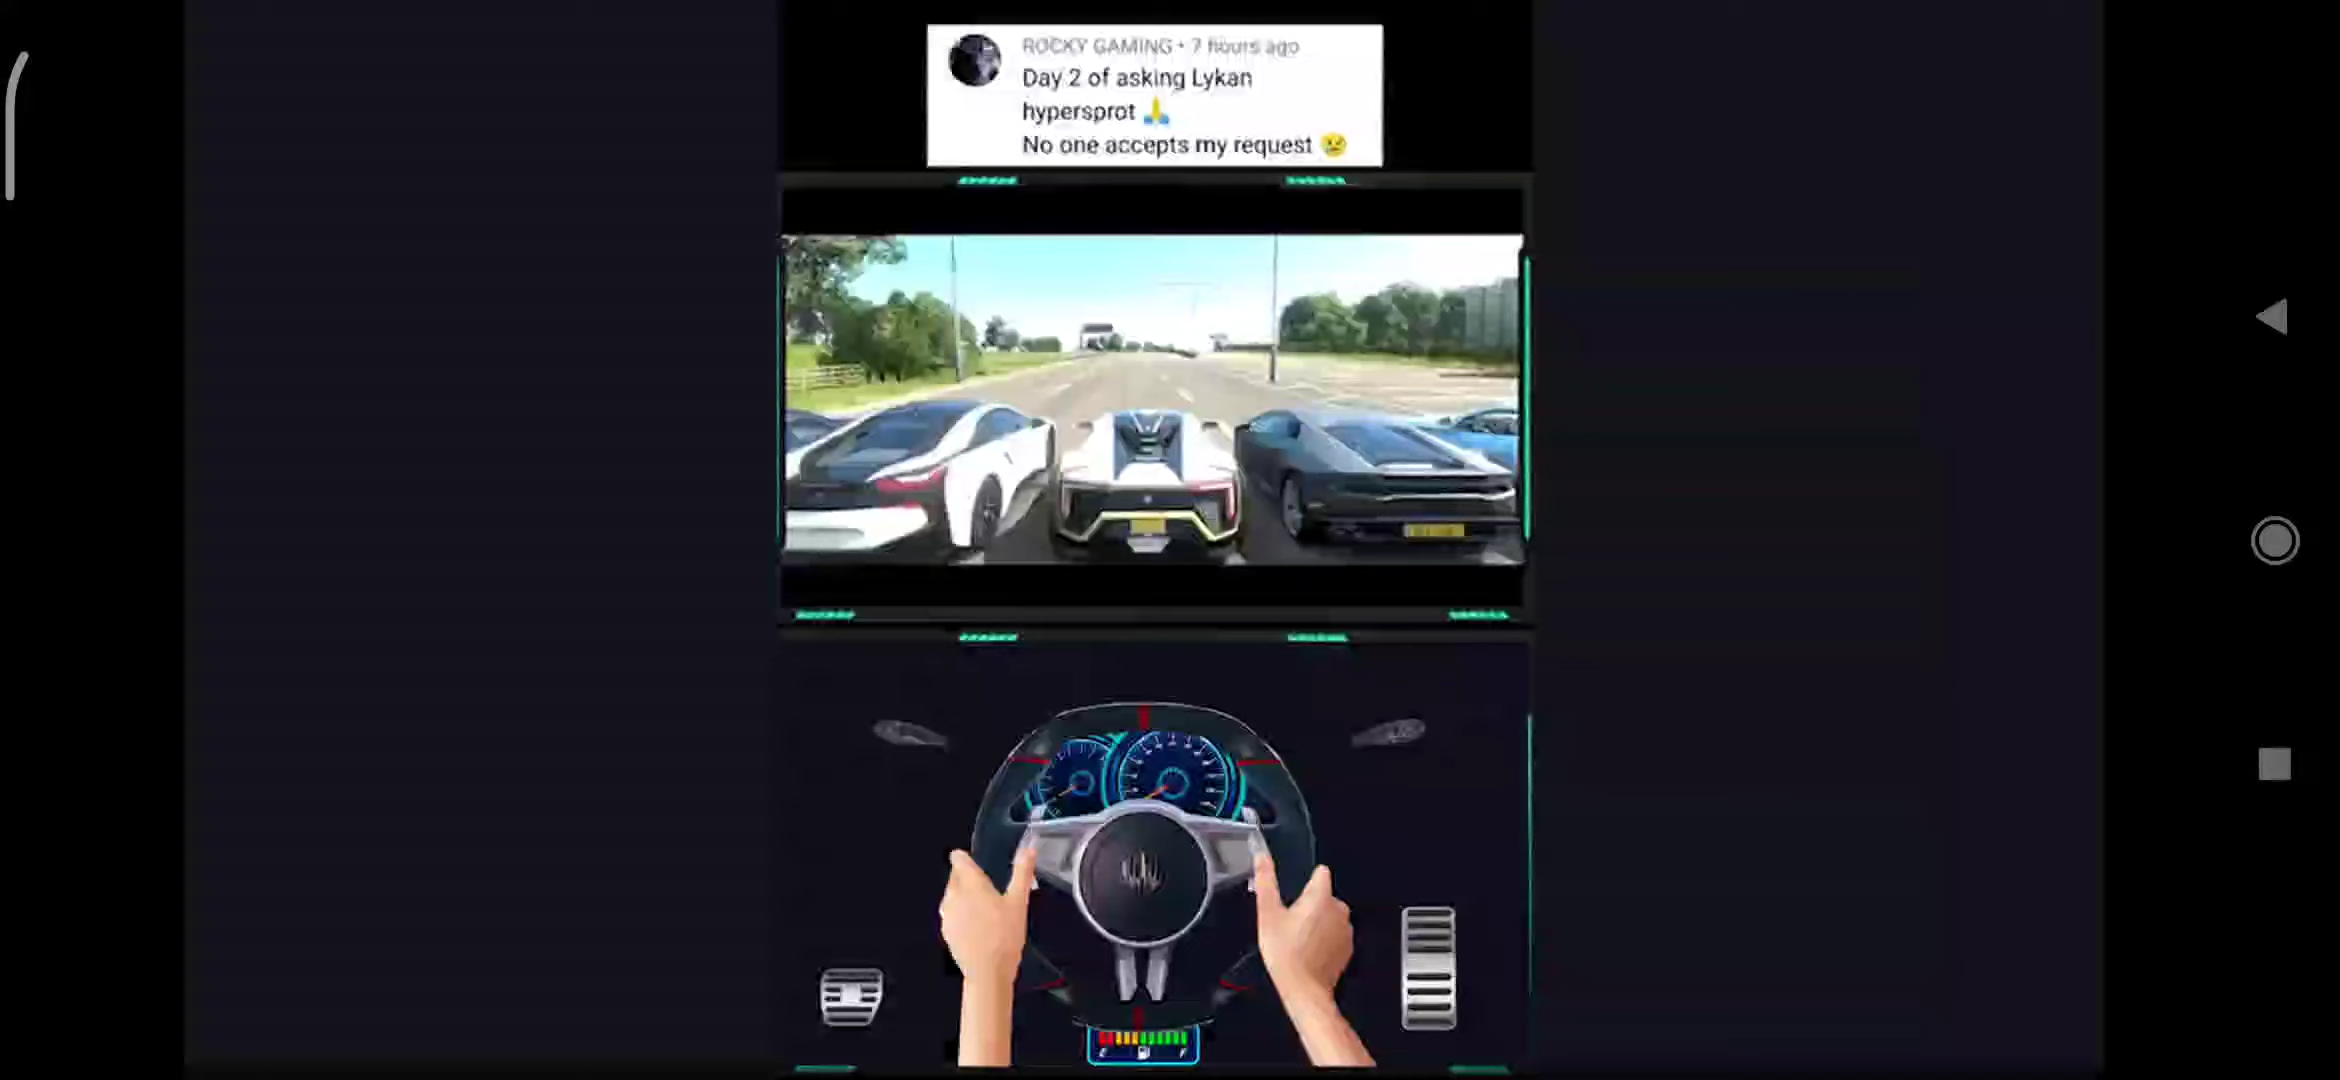 ROCKY GAMING • 7 hours ago
Day 2 of asking Lykan
hypersprot 🙏
No one accepts my request 😢